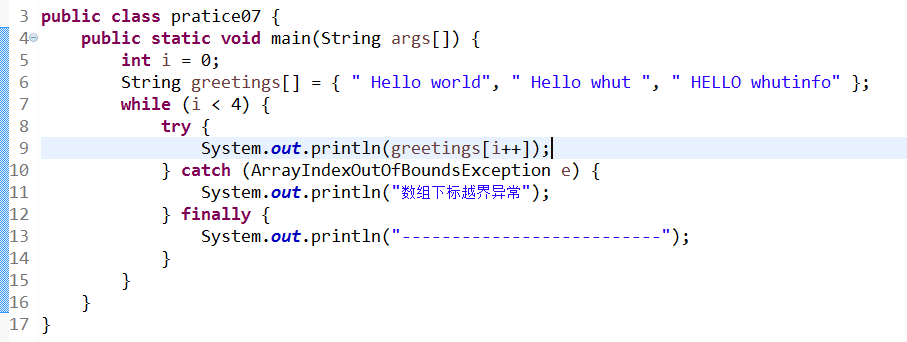 3 public class pratice07 {
4 public static void main(String args[]) {
5 int i = 0;
6 String greetings[] = { " Hello world", " Hello whut ", " HELLO whutinfo" };
7 while (i < 4) {
8 try {
9 System.out.println(greetings[i++]);
10 } catch (ArrayIndexOutOfBoundsException e) {
11 System.out.println("数组下标越界异常");
12 } finally {
13 System.out.println("--------------------------");
14 }
15 }
16 }
17 }